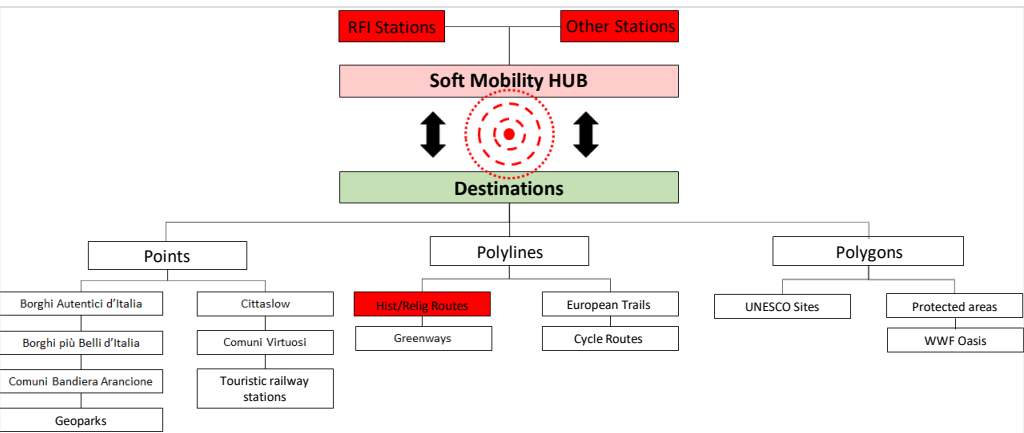 RFI Stations
Other Stations
Soft Mobility HUB
Destinations
Points
Polylines
Polygons
Borghi Autentici d'Italia
Cittaslow
Hist/Relig Routes
European Trails
UNESCO Sites
Protected areas
Borghi più Belli d'Italia
Comuni Virtuosi
Greenways
Cycle Routes
WWF Oasis
Comuni Bandiera Arancione
Touristic railway
stations
Geoparks